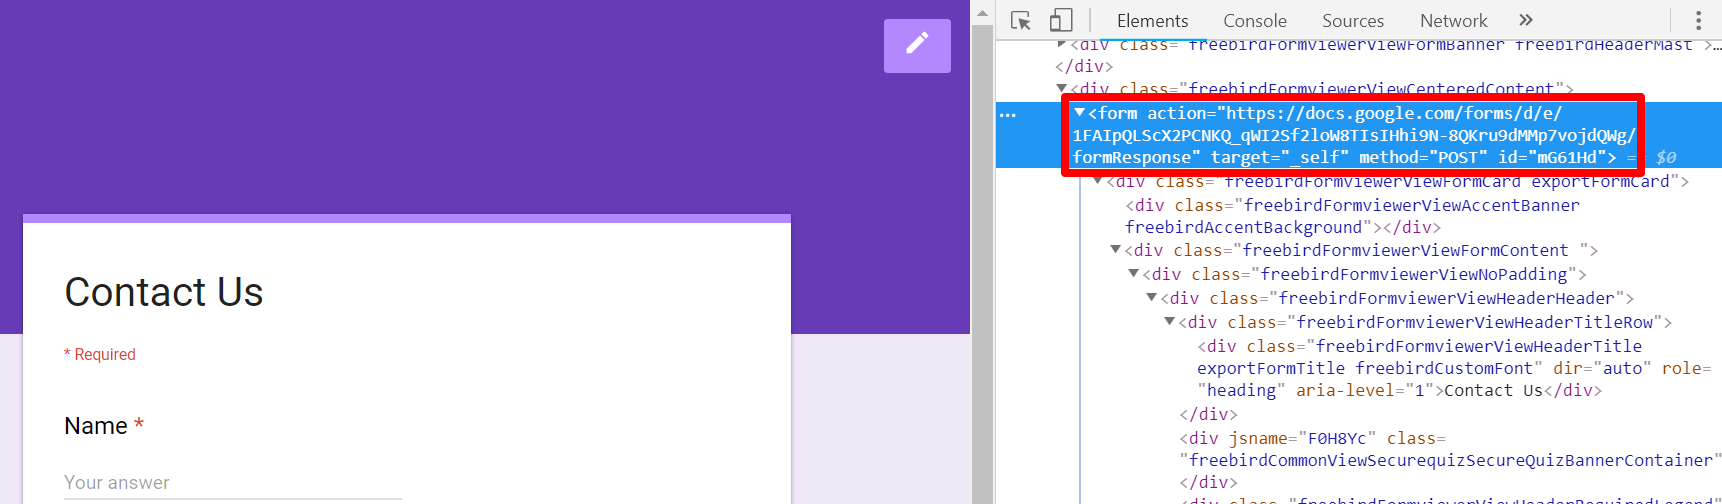 Contact Us
* Required
Name *
Your answer
Elements Console Sources Network »
<div class="freebirdFormviewerViewFormBanner freebirdHeaderMast">…
</div>
<div class="freebirdFormviewerViewCenteredContent">
… <form action="https://docs.google.com/forms/d/e/
1FAIpQLScX2PCNKQ_qWI2Sf2loW8TIsIHhi9N-8QKru9dMMp7vojdQWg/
formResponse" target="_self" method="POST" id="mG61Hd"> == $0
<div class="freebirdFormviewerViewFormCard exportFormCard">
<div class="freebirdFormviewerViewAccentBanner
freebirdAccentBackground"></div>
<div class="freebirdFormviewerViewFormContent ">
<div class="freebirdFormviewerViewNoPadding">
<div class="freebirdFormviewerViewHeaderHeader">
<div class="freebirdFormviewerViewHeaderTitleRow">
<div class="freebirdFormviewerViewHeaderTitle
exportFormTitle freebirdCustomFont" dir="auto" role=
"heading" aria-level="1">Contact Us</div>
</div>
<div jsname="F0H8Yc" class=
"freebirdCommonViewSecurequizSecureQuizBannerContainer"
</div>
<div class="freebirdFormviewerViewHeaderRequiredLegend"